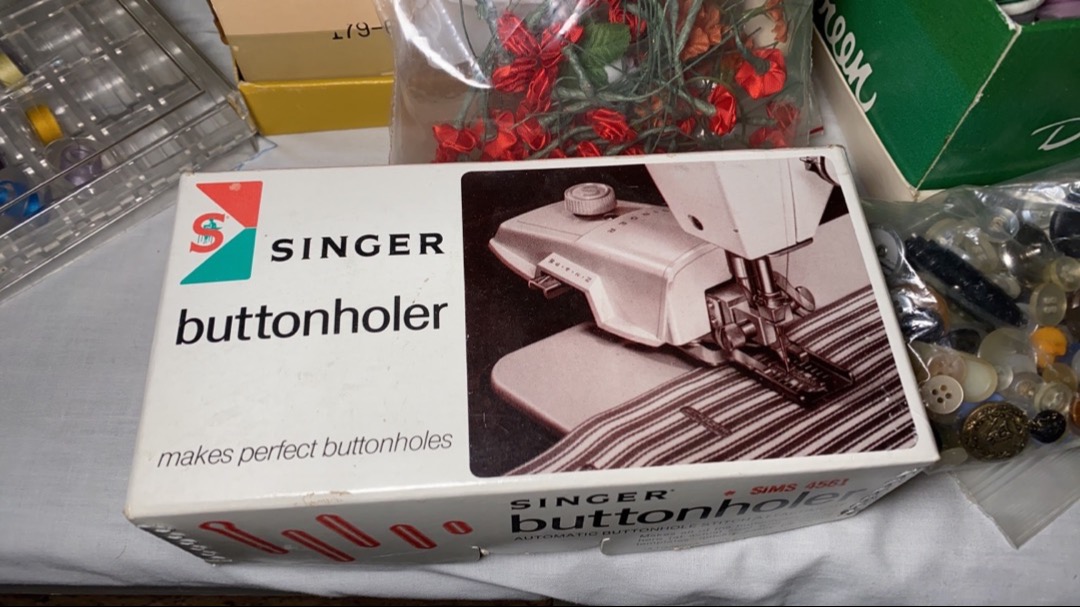 179-
S
SINGER
buttonholer
makes perfect buttonholes
SINGER
* SIMS 4561
buttonholer
AUTOMATIC BUTTONHOLE